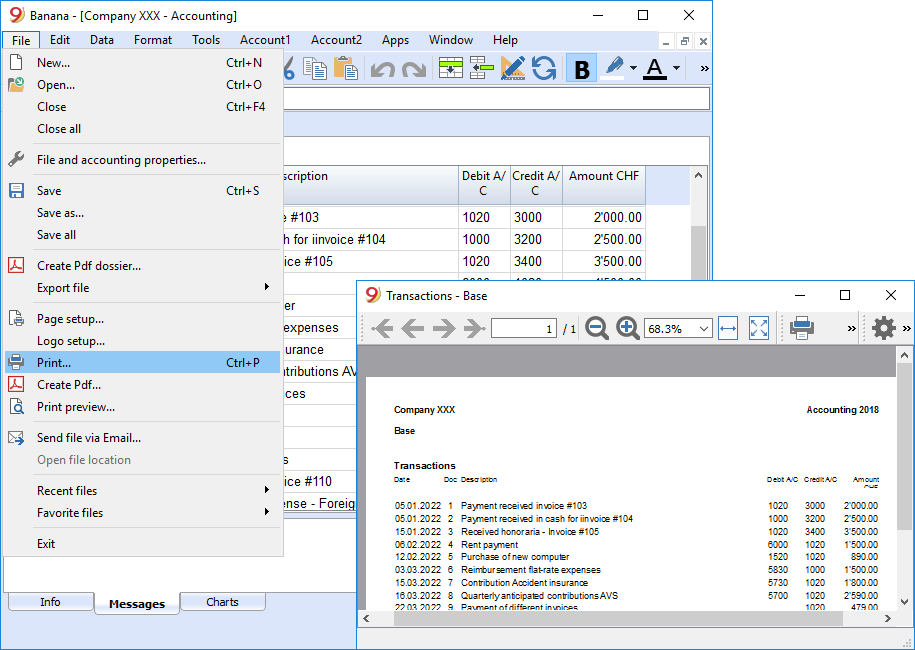 Banana - [Company XXX - Accounting]
File Edit Data Format Tools Account1 Account2 Apps Window Help
New... Ctrl+N
Open... Ctrl+O
Close Ctrl+F4
Close all
File and accounting properties...
Save Ctrl+S
Save as...
Save all
Create Pdf dossier...
Export file
Page setup...
Logo setup...
Print... Ctrl+P
Create Pdf...
Print preview...
Send file via Email...
Open file location
Recent files
Favorite files
Exit
B A »
scription Debit A/C Credit A/C Amount CHF
e #103 1020 3000 2'000.00
h for iinvoice #104 1000 3200 2'500.00
ice #105 1020 3400 3'500.00
er
expenses
urance
ntributions AV
ces
s
ice #110
ense - Foreig
Info Messages Charts
Transactions - Base
1 / 1 68.3% » »
Company XXX Accounting 2018
Base
Transactions
Date Doc Description Debit A/C Credit A/C Amount CHF
05.01.2022 1 Payment received invoice #103 1020 3000 2'000.00
05.01.2022 2 Payment received in cash for iinvoice #104 1000 3200 2'500.00
15.01.2022 3 Received honoraria - Invoice #105 1020 3400 3'500.00
06.02.2022 4 Rent payment 6000 1020 1'500.00
12.02.2022 5 Purchase of new computer 1520 1020 890.00
03.03.2022 6 Reimbursement flat-rate expenses 5830 1000 1'500.00
15.03.2022 7 Contribution Accident insurance 5730 1020 1'800.00
16.03.2022 8 Quarterly anticipated contributions AVS 5700 1020 2'590.00
22.03.2022 9 Payment of different invoices 1020 479.00